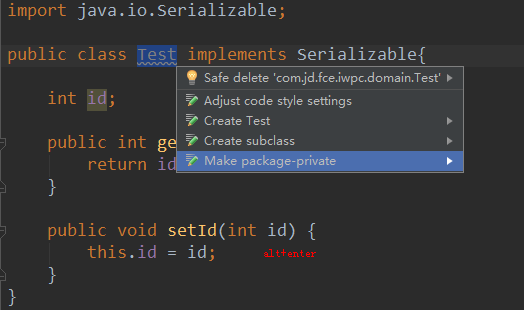 import java.io.Serializable;
public class Test implements Serializable{
Safe delete 'com.jd.fce.iwpc.domain.Test'
int id;
Adjust code style settings
Create Test
public int ge
Create subclass
return id
Make package-private
}
public void setId(int id) {
this.id = id; alt+enter
}
}